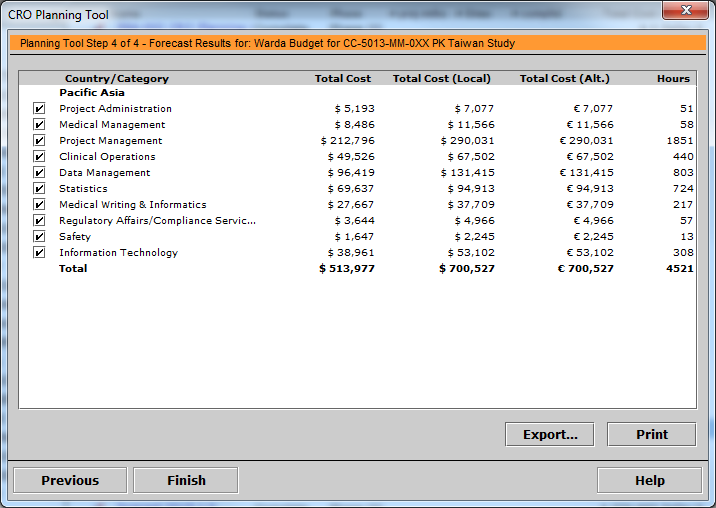 CRO Planning Tool
Planning Tool Step 4 of 4 - Forecast Results for: Warda Budget for CC-5013-MM-0XX PK Taiwan Study
Country/Category Total Cost Total Cost (Local) Total Cost (Alt.) Hours
Pacific Asia
Project Administration $ 5,193 $ 7,077 € 7,077 51
Medical Management $ 8,486 $ 11,566 € 11,566 58
Project Management $ 212,796 $ 290,031 € 290,031 1851
Clinical Operations $ 49,526 $ 67,502 € 67,502 440
Data Management $ 96,419 $ 131,415 € 131,415 803
Statistics $ 69,637 $ 94,913 € 94,913 724
Medical Writing & Informatics $ 27,667 $ 37,709 € 37,709 217
Regulatory Affairs/Compliance Servic... $ 3,644 $ 4,966 € 4,966 57
Safety $ 1,647 $ 2,245 € 2,245 13
Information Technology $ 38,961 $ 53,102 € 53,102 308
Total $ 513,977 $ 700,527 € 700,527 4521
Export... Print
Previous Finish Help